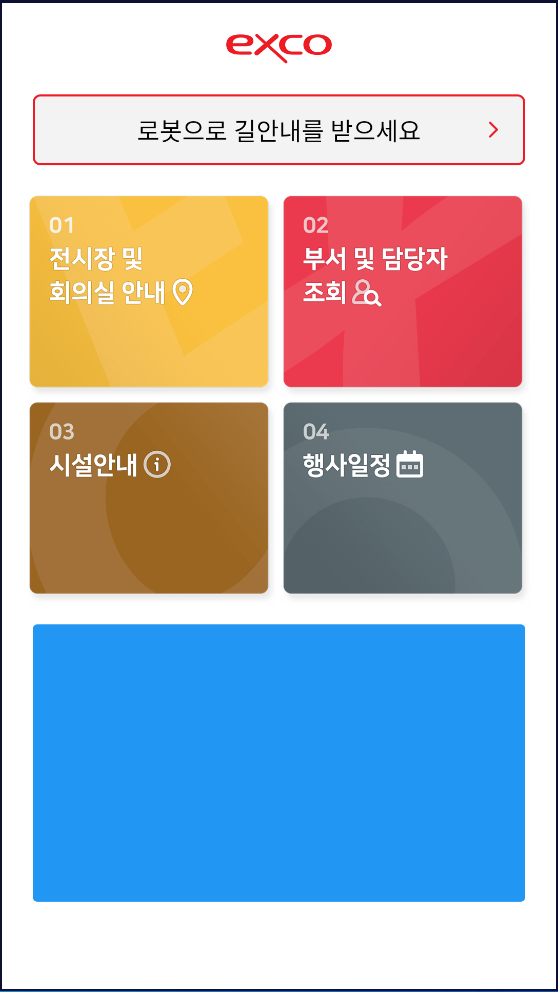 exco
로봇으로 길안내를 받으세요
01
전시장 및
회의실 안내
02
부서 및 담당자
조회
03
시설안내
04
행사일정